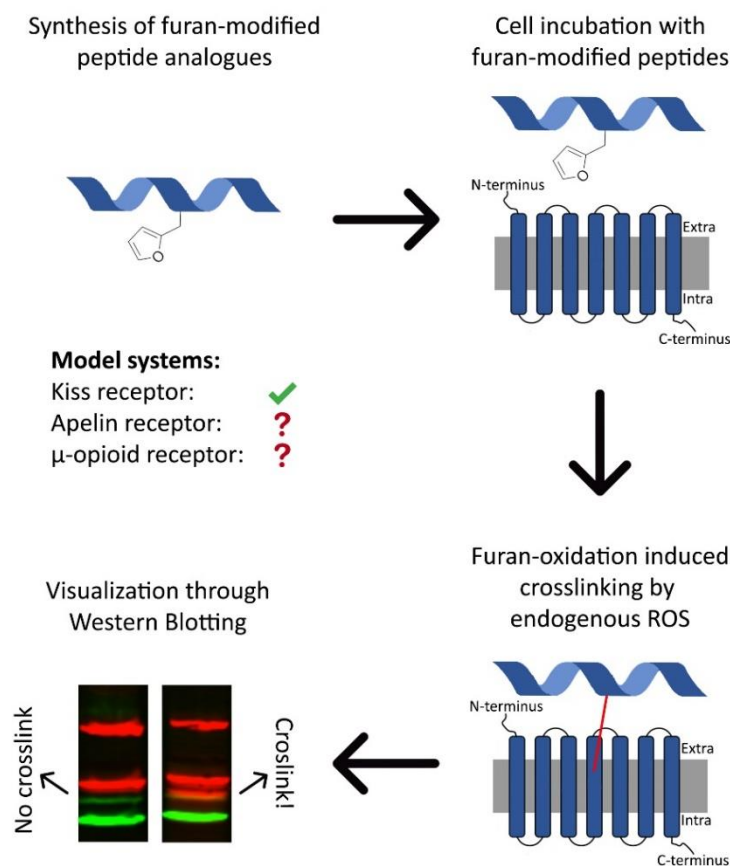 Synthesis of furan-modified
peptide analogues
Cell incubation with
furan-modified peptides
O
O
N-terminus
Extra
Intra
C-terminus
Model systems:
Kiss receptor:
Apelin receptor: ?
μ-opioid receptor: ?
Furan-oxidation induced
crosslinking by
endogenous ROS
N-terminus
Extra
Intra
C-terminus
Visualization through
Western Blotting
No crosslink
Croslink!